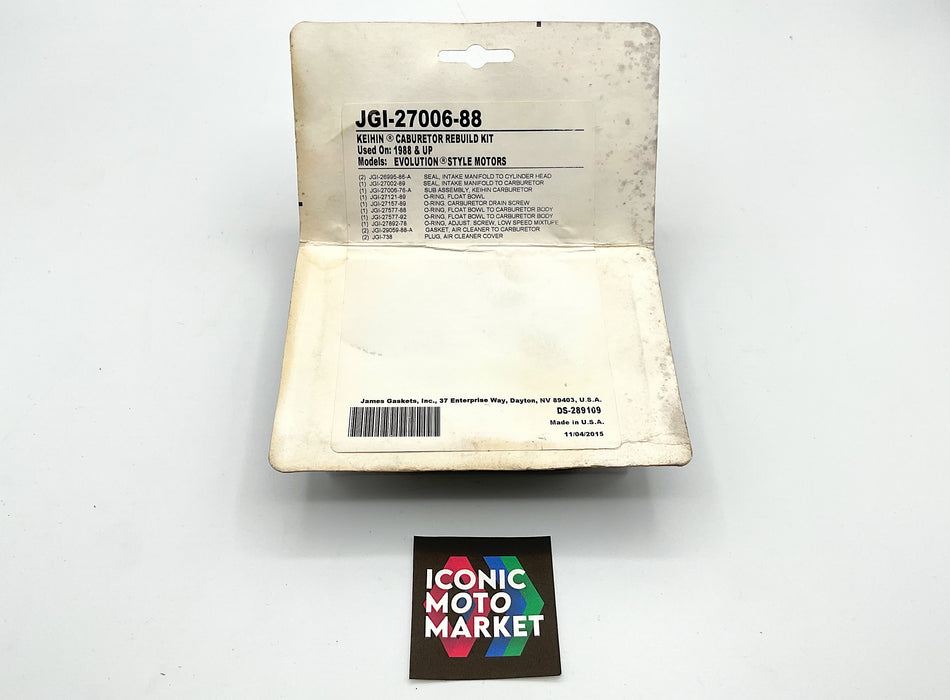 JGI-27006-88
KEIHIN ® CABURETOR REBUILD KIT
Used On: 1988 & UP
Models: EVOLUTION ® STYLE MOTORS
(2) JGI-26995-86-A SEAL, INTAKE MANIFOLD TO CYLINDER HEAD
(1) JGI-27002-89 SEAL, INTAKE MANIFOLD TO CARBURETOR
(1) JGI-27006-76-A SUB ASSEMBLY, KEIHIN CARBURETOR
(1) JGI-27121-89 O-RING, FLOAT BOWL
(1) JGI-27157-89 O-RING, CARBURETOR DRAIN SCREW
(1) JGI-27577-88 O-RING, FLOAT BOWL TO CARBURETOR BODY
(1) JGI-27577-92 O-RING, FLOAT BOWL TO CARBURETOR BODY
(1) JGI-27892-78 O-RING, ADJUST. SCREW, LOW SPEED MIXTUPE
(2) JGI-29059-88-A GASKET, AIR CLEANER TO CARBURETOR
(2) JGI-738 PLUG, AIR CLEANER COVER
James Gaskets, Inc., 37 Enterprise Way, Dayton, NV 89403, U.S.A.
DS-289109
Made in U.S.A.
11/04/2015
ICONIC
MOTO
MARKET